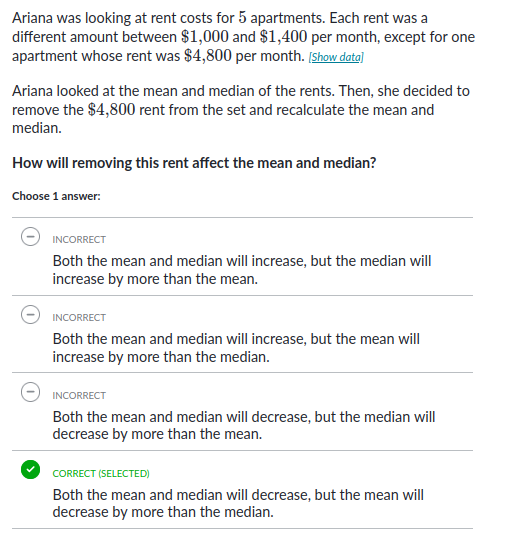 Ariana was looking at rent costs for 5 apartments. Each rent was a
different amount between $1,000 and $1,400 per month, except for one
apartment whose rent was $4,800 per month. [Show data]
Ariana looked at the mean and median of the rents. Then, she decided to
remove the $4,800 rent from the set and recalculate the mean and
median.
How will removing this rent affect the mean and median?
Choose 1 answer:
INCORRECT
Both the mean and median will increase, but the median will
increase by more than the mean.
INCORRECT
Both the mean and median will increase, but the mean will
increase by more than the median.
INCORRECT
Both the mean and median will decrease, but the median will
decrease by more than the mean.
CORRECT (SELECTED)
Both the mean and median will decrease, but the mean will
decrease by more than the median.